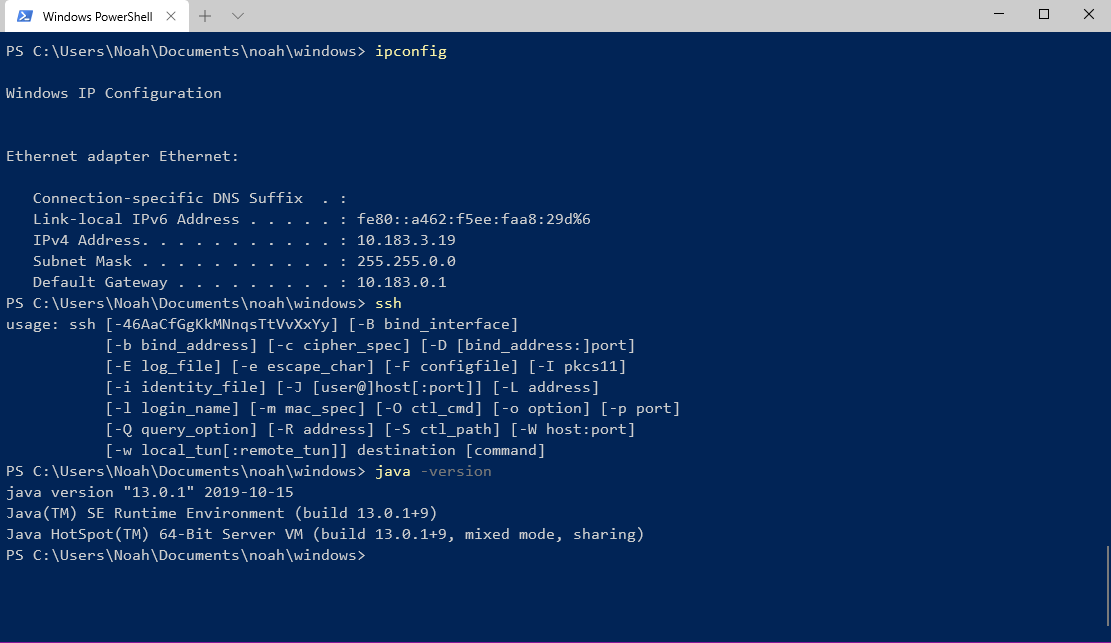 Windows PowerShell
PS C:\Users\Noah\Documents\noah\windows> ipconfig

Windows IP Configuration


Ethernet adapter Ethernet:

   Connection-specific DNS Suffix  . :
   Link-local IPv6 Address . . . . . : fe80::a462:f5ee:faa8:29d%6
   IPv4 Address. . . . . . . . . . . : 10.183.3.19
   Subnet Mask . . . . . . . . . . . : 255.255.0.0
   Default Gateway . . . . . . . . . : 10.183.0.1
PS C:\Users\Noah\Documents\noah\windows> ssh
usage: ssh [-46AaCfGgKkMNnqsTtVvXxYy] [-B bind_interface]
           [-b bind_address] [-c cipher_spec] [-D [bind_address:]port]
           [-E log_file] [-e escape_char] [-F configfile] [-I pkcs11]
           [-i identity_file] [-J [user@]host[:port]] [-L address]
           [-l login_name] [-m mac_spec] [-O ctl_cmd] [-o option] [-p port]
           [-Q query_option] [-R address] [-S ctl_path] [-W host:port]
           [-w local_tun[:remote_tun]] destination [command]
PS C:\Users\Noah\Documents\noah\windows> java -version
java version "13.0.1" 2019-10-15
Java(TM) SE Runtime Environment (build 13.0.1+9)
Java HotSpot(TM) 64-Bit Server VM (build 13.0.1+9, mixed mode, sharing)
PS C:\Users\Noah\Documents\noah\windows>